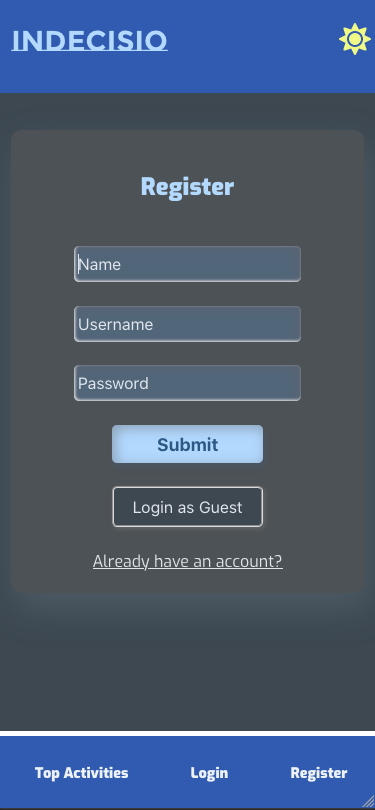 INDECISIO
Register
Name
Username
Password
Submit
Login as Guest
Already have an account?
Top Activities Login Register